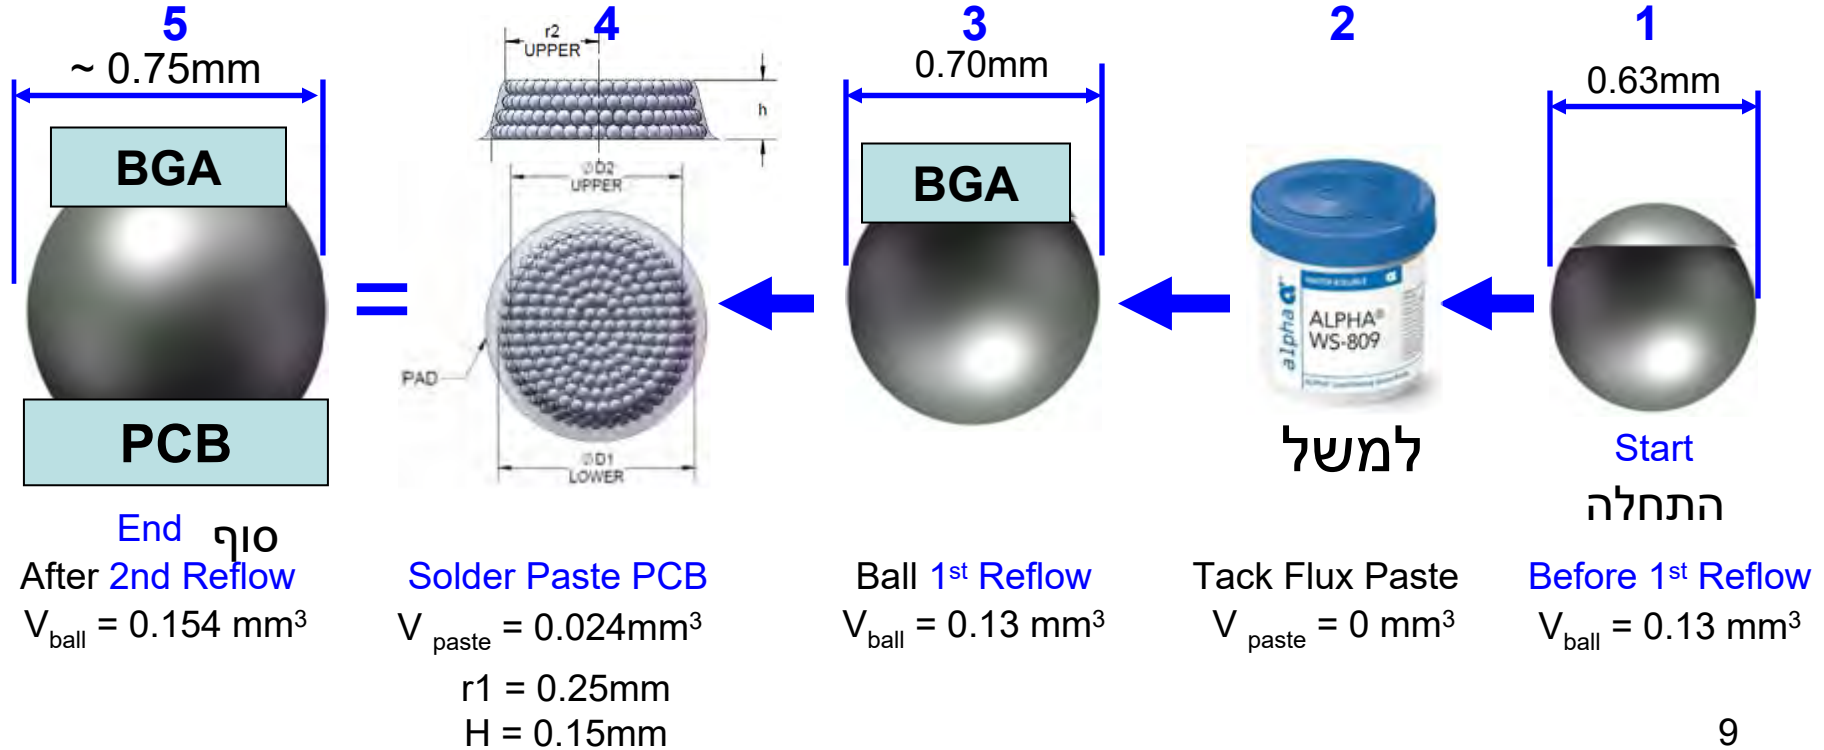 5
4
3
2
1
~ 0.75mm
r2
UPPER
0.70mm
0.63mm
h
BGA
BGA
ØD2
UPPER
=
alpha
ALPHA®
WS-809
PAD
PCB
ØD1
LOWER
למשל
Start
התחלה
End סוף
After 2nd Reflow
Solder Paste PCB
Ball 1st Reflow
Tack Flux Paste
Before 1st Reflow
Vball = 0.154 mm3
V paste = 0.024mm3
Vball = 0.13 mm3
V paste = 0 mm3
Vball = 0.13 mm3
r1 = 0.25mm
H = 0.15mm
9